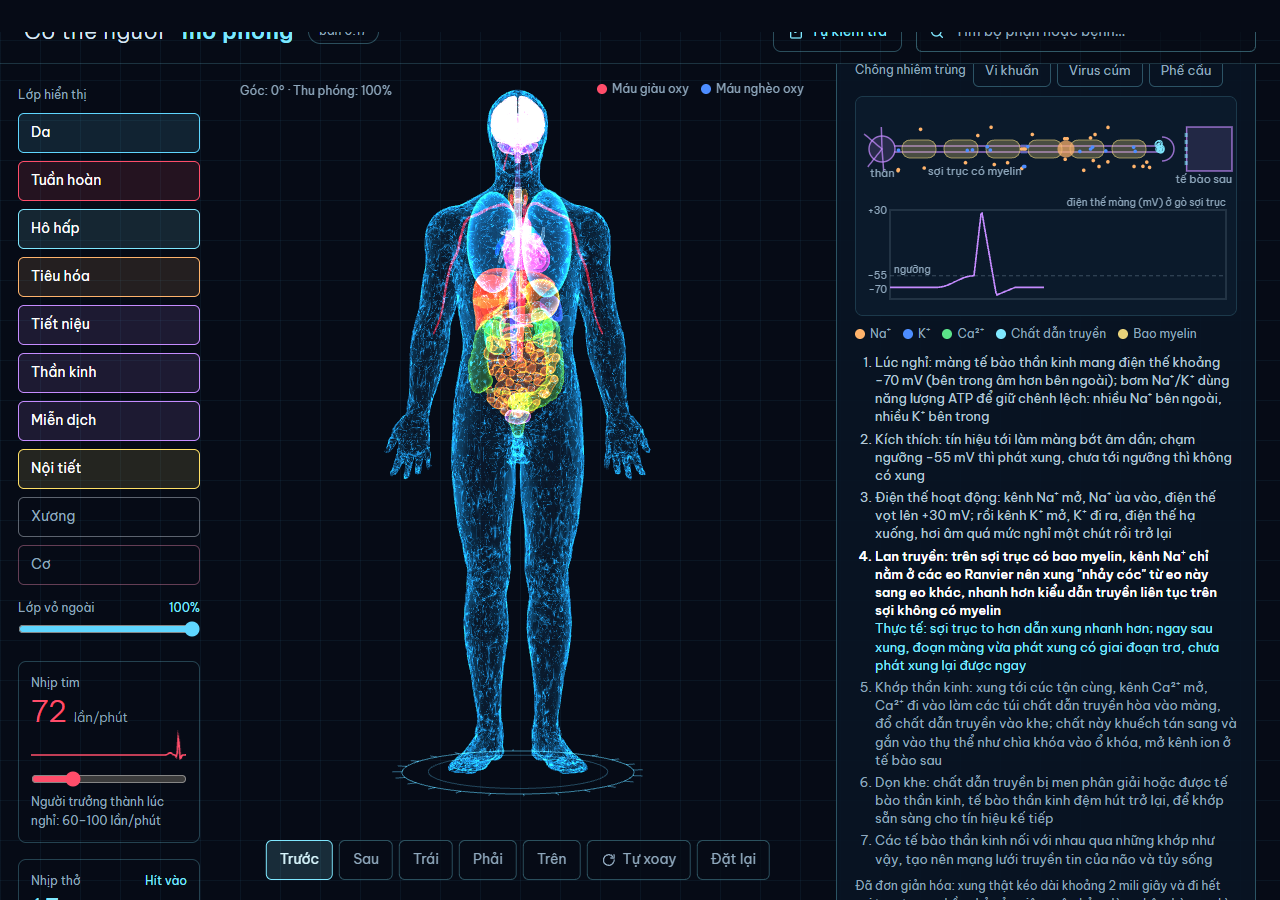 Cơ thể người mô phỏng
Tự kiểm tra
Tìm bộ phận hoặc bệnh...
Lớp hiển thị
Da
Tuần hoàn
Hô hấp
Tiêu hóa
Tiết niệu
Thần kinh
Miễn dịch
Nội tiết
Xương
Cơ
Lớp vỏ ngoài 100%
Nhịp tim
72 lần/phút
Người trưởng thành lúc
nghỉ: 60–100 lần/phút
Nhịp thở Hít vào
Góc: 0° · Thu phóng: 100%
Máu giàu oxy Máu nghèo oxy
Trước Sau Trái Phải Trên Tự xoay Đặt lại
Chống nhiễm trùng Vi khuẩn Virus cúm Phế cầu
thân
sợi trục có myelin
tế bào sau
điện thế màng (mV) ở gò sợi trục
+30
ngưỡng
−55
−70
Na⁺ K⁺ Ca²⁺ Chất dẫn truyền Bao myelin
1. Lúc nghỉ: màng tế bào thần kinh mang điện thế khoảng
−70 mV (bên trong âm hơn bên ngoài); bơm Na⁺/K⁺ dùng
năng lượng ATP để giữ chênh lệch: nhiều Na⁺ bên ngoài,
nhiều K⁺ bên trong
2. Kích thích: tín hiệu tới làm màng bớt âm dần; chạm
ngưỡng −55 mV thì phát xung, chưa tới ngưỡng thì không
có xung
3. Điện thế hoạt động: kênh Na⁺ mở, Na⁺ ùa vào, điện thế
vọt lên +30 mV; rồi kênh K⁺ mở, K⁺ đi ra, điện thế hạ
xuống, hơi âm quá mức nghỉ một chút rồi trở lại
4. Lan truyền: trên sợi trục có bao myelin, kênh Na⁺ chỉ
nằm ở các eo Ranvier nên xung "nhảy cóc" từ eo này
sang eo khác, nhanh hơn kiểu dẫn truyền liên tục trên
sợi không có myelin
Thực tế: sợi trục to hơn dẫn xung nhanh hơn; ngay sau
xung, đoạn màng vừa phát xung có giai đoạn trơ, chưa
phát xung lại được ngay
5. Khớp thần kinh: xung tới cúc tận cùng, kênh Ca²⁺ mở,
Ca²⁺ đi vào làm các túi chất dẫn truyền hòa vào màng,
đổ chất dẫn truyền vào khe; chất này khuếch tán sang và
gắn vào thụ thể như chìa khóa vào ổ khóa, mở kênh ion ở
tế bào sau
6. Dọn khe: chất dẫn truyền bị men phân giải hoặc được tế
bào thần kinh, tế bào thần kinh đệm hút trở lại, để khớp
sẵn sàng cho tín hiệu kế tiếp
7. Các tế bào thần kinh nối với nhau qua những khớp như
vậy, tạo nên mạng lưới truyền tin của não và tủy sống
Đã đơn giản hóa: xung thật kéo dài khoảng 2 mili giây và đi hết